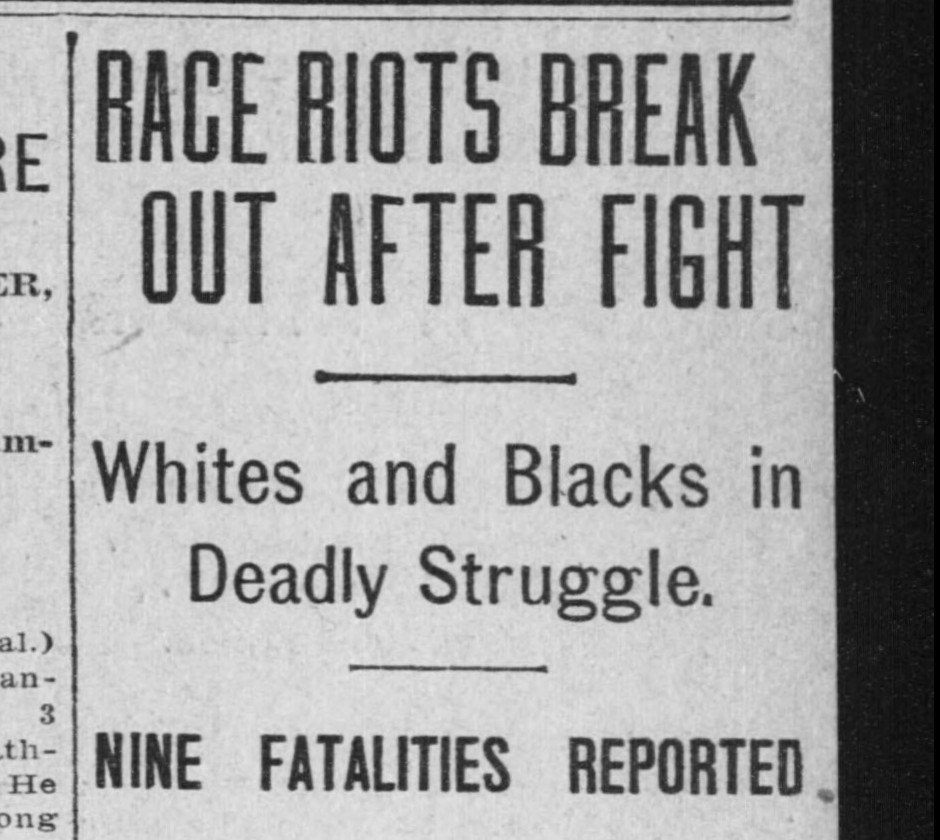 RE
ER,
m-
al.)
an-
3
th-
He
ong
RACE RIOTS BREAK
OUT AFTER FIGHT
Whites and Blacks in
Deadly Struggle.
NINE FATALITIES REPORTED